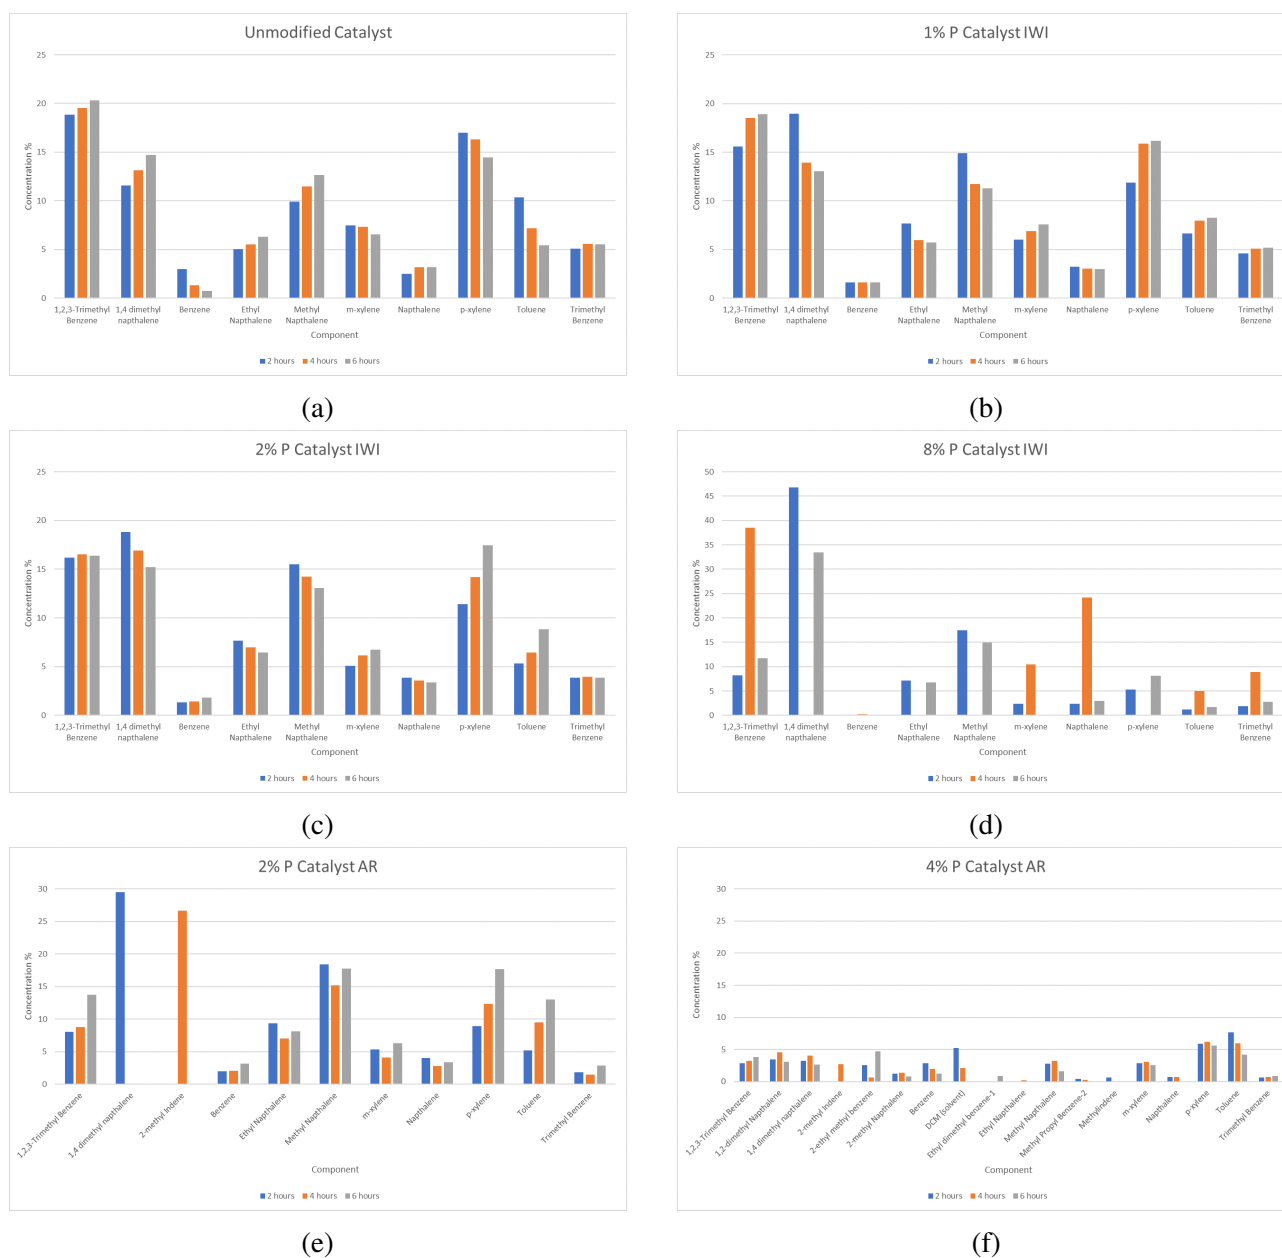 Unmodified Catalyst
25
20
15
10
5
0
Concentration %
1,2,3-Trimethyl Benzene
1,4 dimethyl napthalene
Benzene
Ethyl Napthalene
Methyl Napthalene
m-xylene
Napthalene
p-xylene
Toluene
Trimethyl Benzene
Component
2 hours 4 hours 6 hours
(a)
1% P Catalyst IWI
25
20
15
10
5
0
Concentration %
1,2,3-Trimethyl Benzene
1,4 dimethyl napthalene
Benzene
Ethyl Napthalene
Methyl Napthalene
m-xylene
Napthalene
p-xylene
Toluene
Trimethyl Benzene
Component
2 hours 4 hours 6 hours
(b)
2% P Catalyst IWI
25
20
15
10
5
0
Concentration %
1,2,3-Trimethyl Benzene
1,4 dimethyl napthalene
Benzene
Ethyl Napthalene
Methyl Napthalene
m-xylene
Napthalene
p-xylene
Toluene
Trimethyl Benzene
Component
2 hours 4 hours 6 hours
(c)
8% P Catalyst IWI
50
45
40
35
30
25
20
15
10
5
0
Concentration %
1,2,3-Trimethyl Benzene
1,4 dimethyl napthalene
Benzene
Ethyl Napthalene
Methyl Napthalene
m-xylene
Napthalene
p-xylene
Toluene
Trimethyl Benzene
Component
2 hours 4 hours 6 hours
(d)
2% P Catalyst AR
30
25
20
15
10
5
0
Concentration %
1,2,3-Trimethyl Benzene
1,4 dimethyl napthalene
2-methyl Indene
Benzene
Ethyl Napthalene
Methyl Napthalene
m-xylene
Napthalene
p-xylene
Toluene
Trimethyl Benzene
Component
2 hours 4 hours 6 hours
(e)
4% P Catalyst AR
30
25
20
15
10
5
0
Concentration %
1,2,3-Trimethyl Benzene
1,2-dimethyl Napthalene
1,4 dimethyl napthalene
2-methyl Indene
2-ethyl methyl benzene
2-methyl Napthalene
Benzene
DCM (solvent)
Ethyl dimethyl benzene-1
Ethyl Napthalene
Methyl Napthalene
Methyl Propyl Benzene-2
Methylindene
m-xylene
Napthalene
p-xylene
Toluene
Trimethyl Benzene
Component
2 hours 4 hours 6 hours
(f)